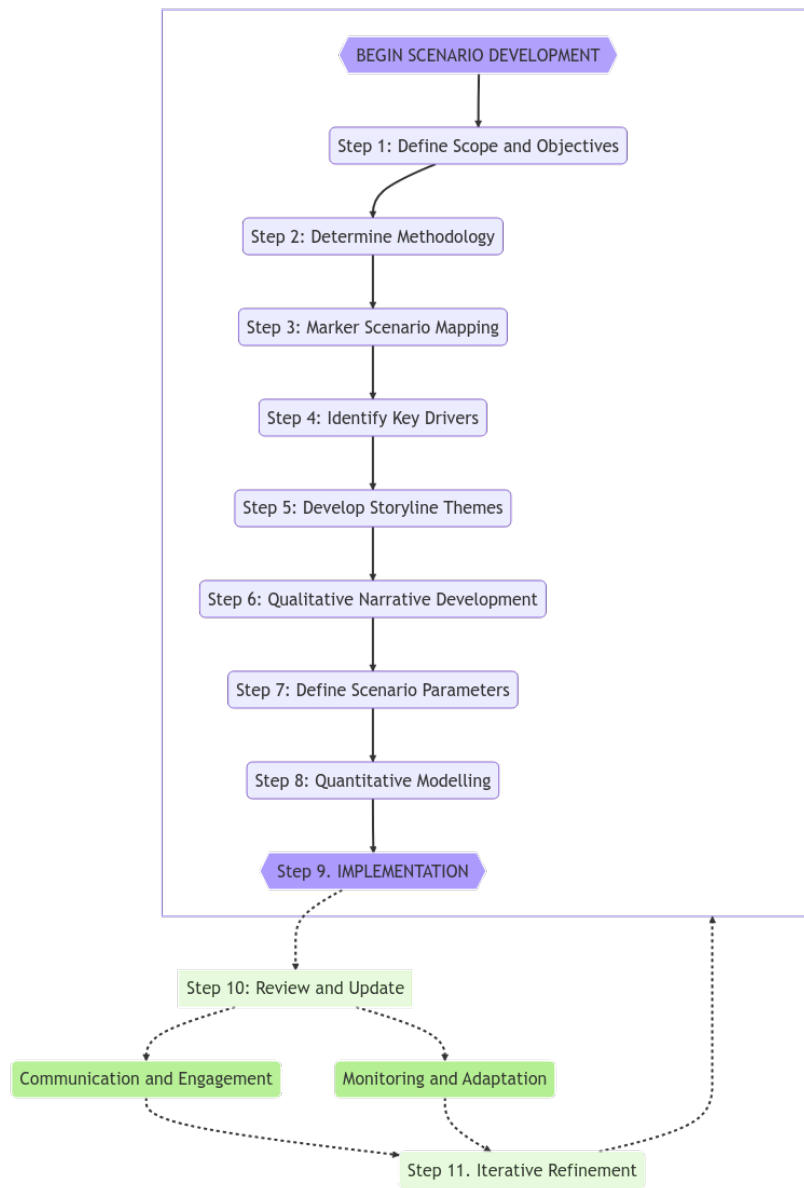 BEGIN SCENARIO DEVELOPMENT
Step 1: Define Scope and Objectives
Step 2: Determine Methodology
Step 3: Marker Scenario Mapping
Step 4: Identify Key Drivers
Step 5: Develop Storyline Themes
Step 6: Qualitative Narrative Development
Step 7: Define Scenario Parameters
Step 8: Quantitative Modelling
Step 9. IMPLEMENTATION
Step 10: Review and Update
Communication and Engagement
Monitoring and Adaptation
Step 11. Iterative Refinement